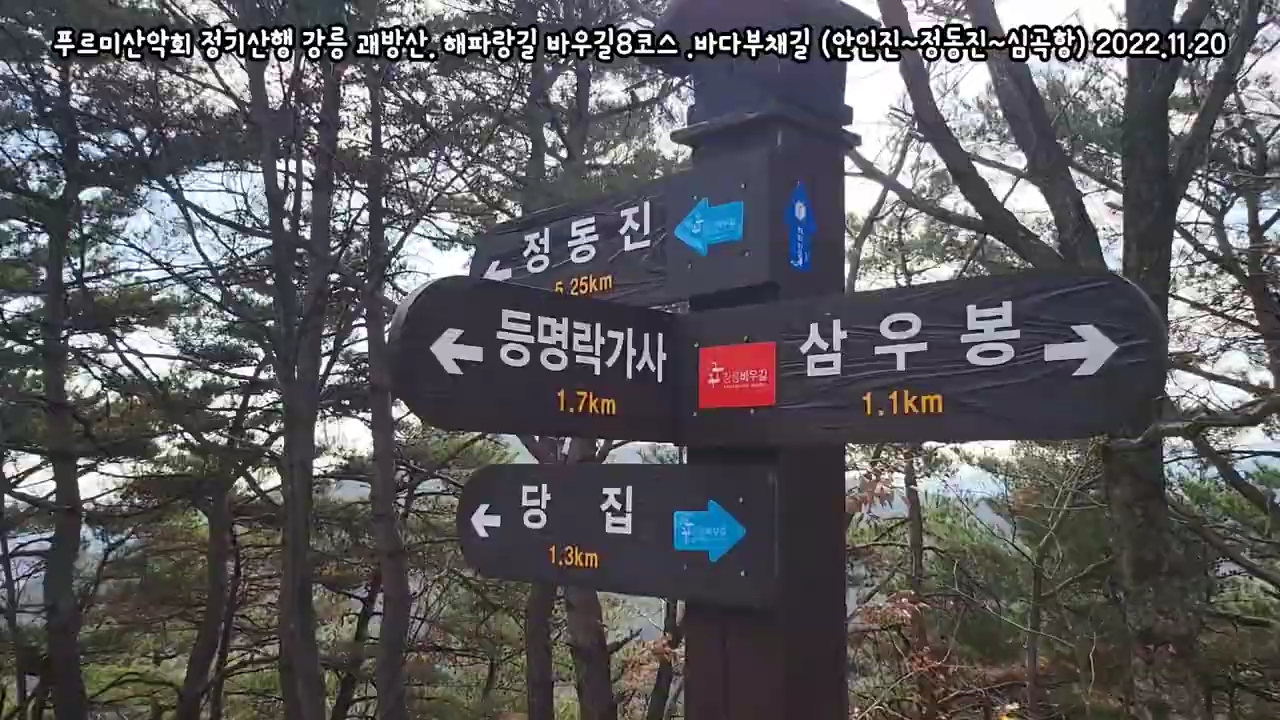 푸르미산악회 정기산행 강릉 괘방산. 해파랑길 바우길8코스 .바다부채길 (안인진~정동진~심곡항) 2022.11.20
정동진
5.25km
등명락가사
1.7km
강릉바우길
삼우봉
1.1km
당 집
1.3km